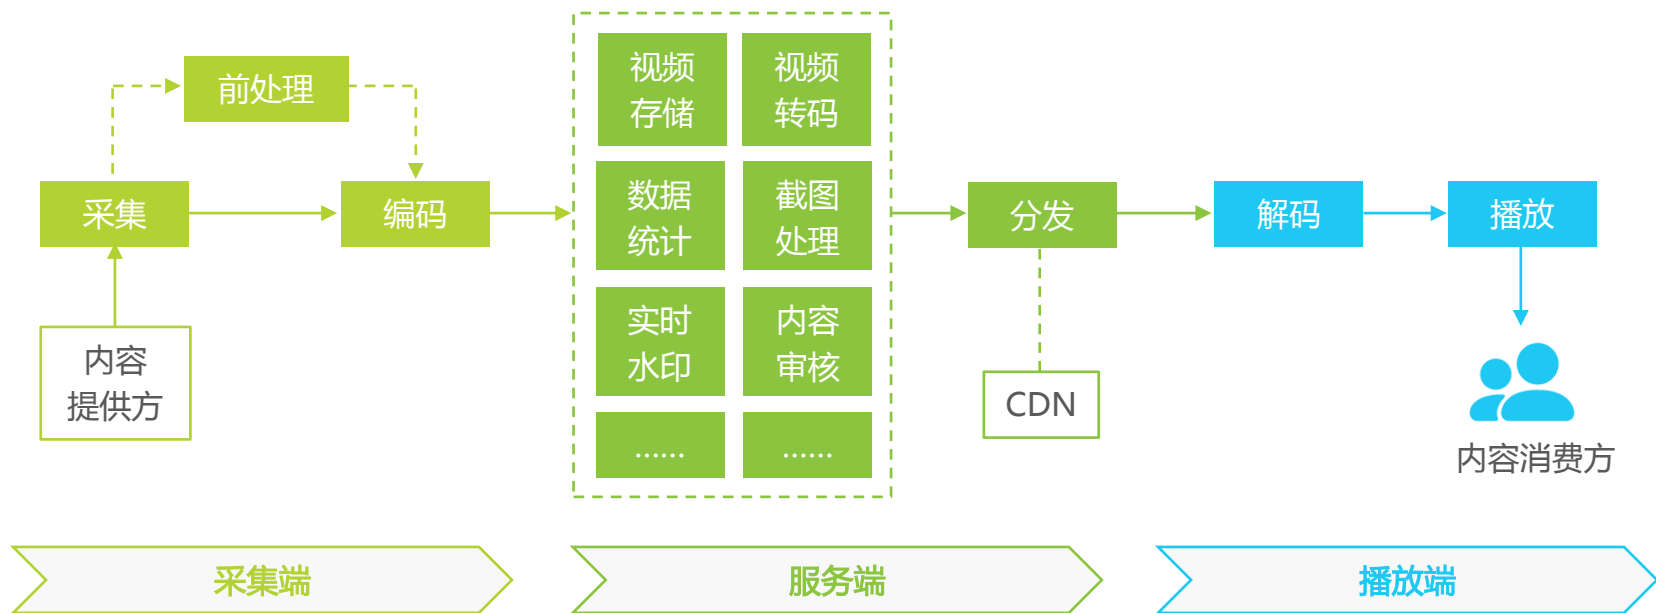 前处理
采集
编码
内容
提供方
视频
存储
视频
转码
数据
统计
截图
处理
实时
水印
内容
审核
......
......
分发
CDN
解码
播放
内容消费方
采集端
服务端
播放端